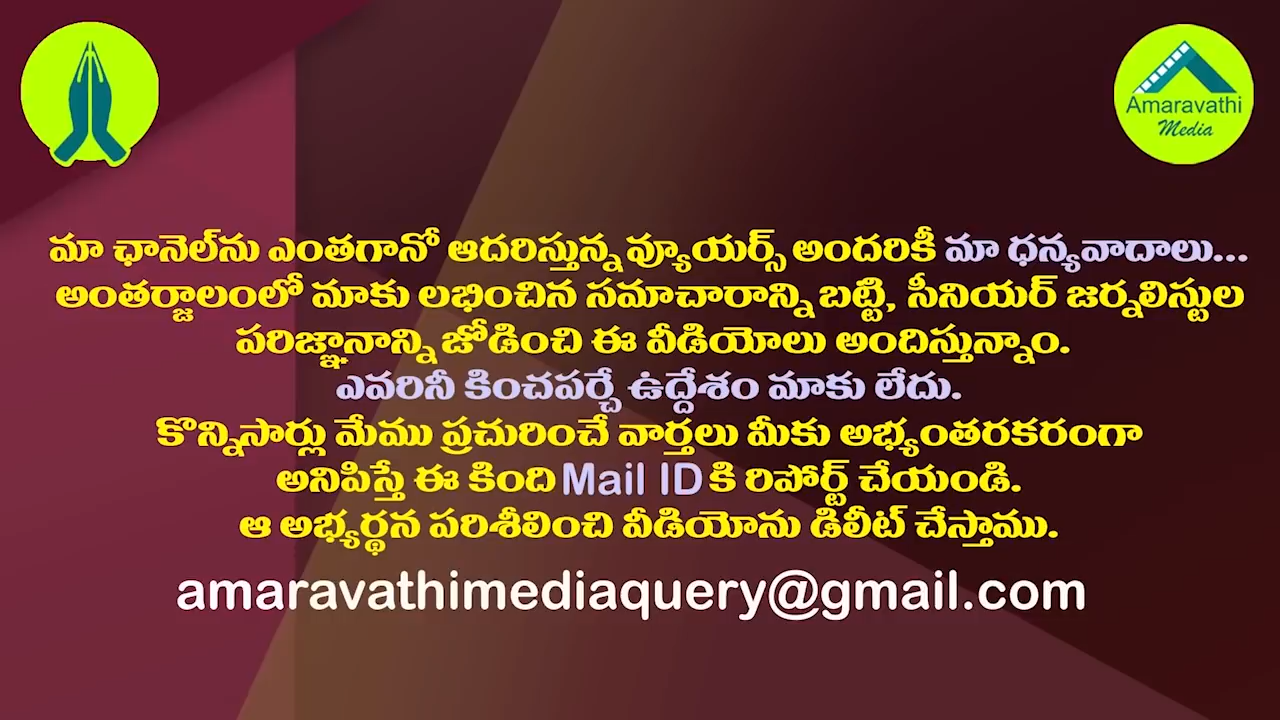 Amaravathi
Media
మా ఛానెల్‌ను ఎంతగానో ఆదరిస్తున్న వ్యూయర్స్ అందరికీ మా ధన్యవాదాలు...
అంతర్జాలంలో మాకు లభించిన సమాచారాన్ని బట్టి, సీనియర్ జర్నలిస్టుల
పరిజ్ఞానాన్ని జోడించి ఈ వీడియోలు అందిస్తున్నాం.
ఎవరినీ కించపర్చే ఉద్దేశం మాకు లేదు.
కొన్నిసార్లు మేము ప్రచురించే వార్తలు మీకు అభ్యంతరకరంగా
అనిపిస్తే ఈ కింది Mail ID కి రిపోర్ట్ చేయండి.
ఆ అభ్యర్థన పరిశీలించి వీడియోను డిలీట్ చేస్తాము.
amaravathimediaquery@gmail.com